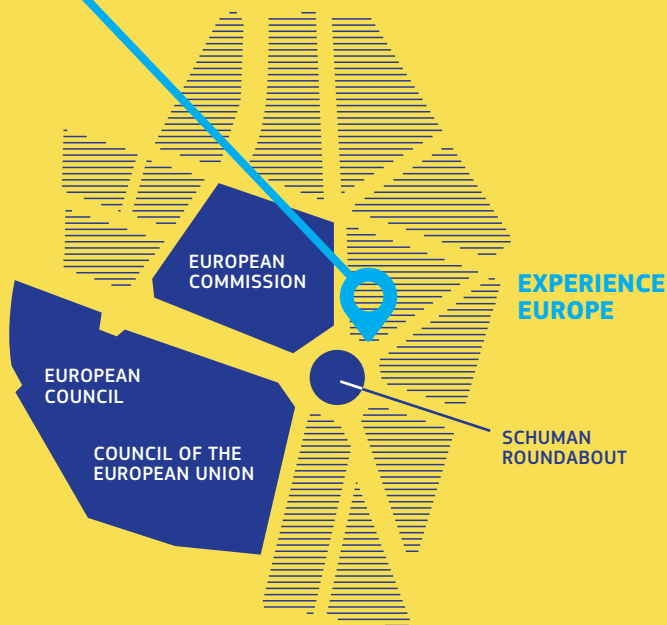 EUROPEAN
COMMISSION
EXPERIENCE
EUROPE
EUROPEAN
COUNCIL
COUNCIL OF THE
EUROPEAN UNION
SCHUMAN
ROUNDABOUT